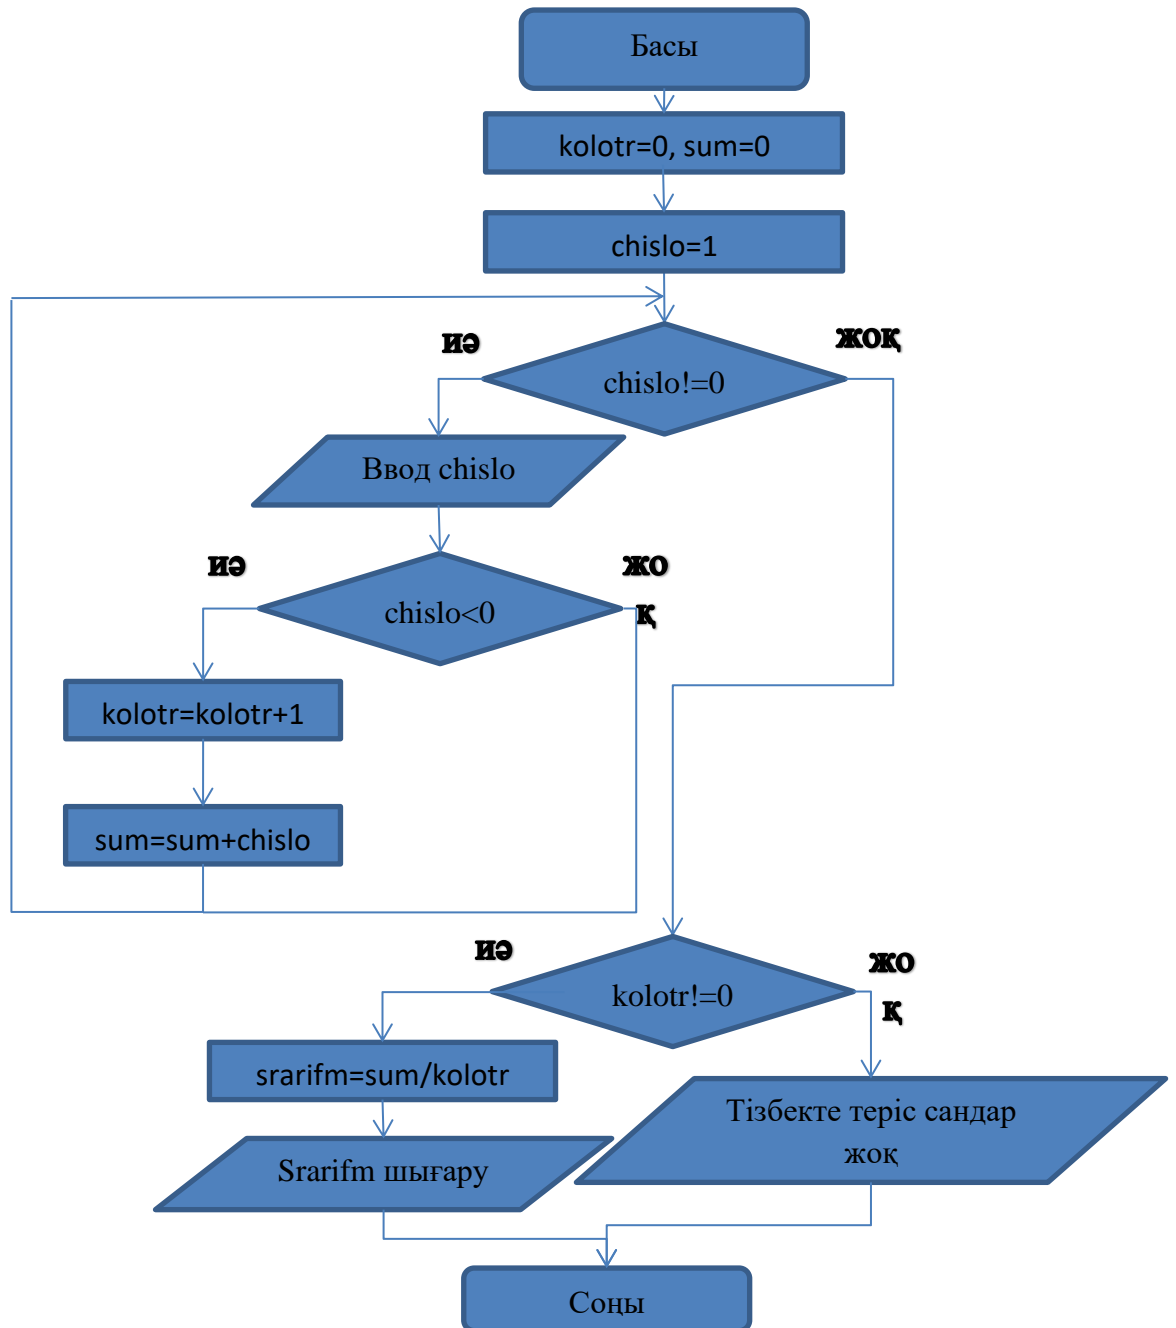 Басы
kolotr=0, sum=0
chislo=1
иә
жоқ
chislo!=0
Ввод chislo
иә
жо
қ
chislo<0
kolotr=kolotr+1
sum=sum+chislo
иә
жо
қ
kolotr!=0
srarifm=sum/kolotr
Тізбекте теріс сандар
жоқ
Srarifm шығару
Соңы